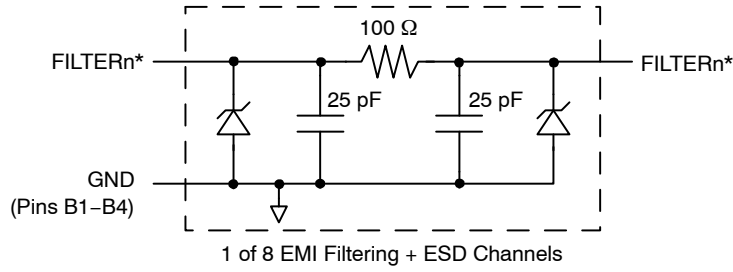 100 Ω
FILTERn*
FILTERn*
25 pF
25 pF
GND
(Pins B1−B4)
1 of 8 EMI Filtering + ESD Channels